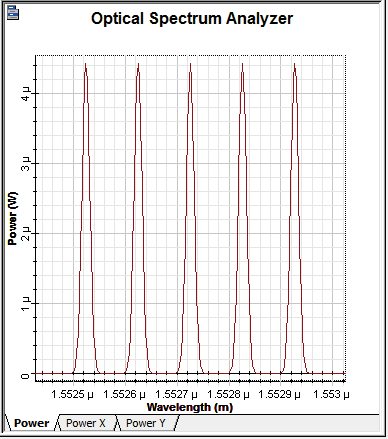 Optical Spectrum Analyzer
Power (W)
4 µ
3 µ
2 µ
1 µ
0
1.5525 µ 1.5526 µ 1.5527 µ 1.5528 µ 1.5529 µ 1.553 µ
Wavelength (m)
Power Power X Power Y